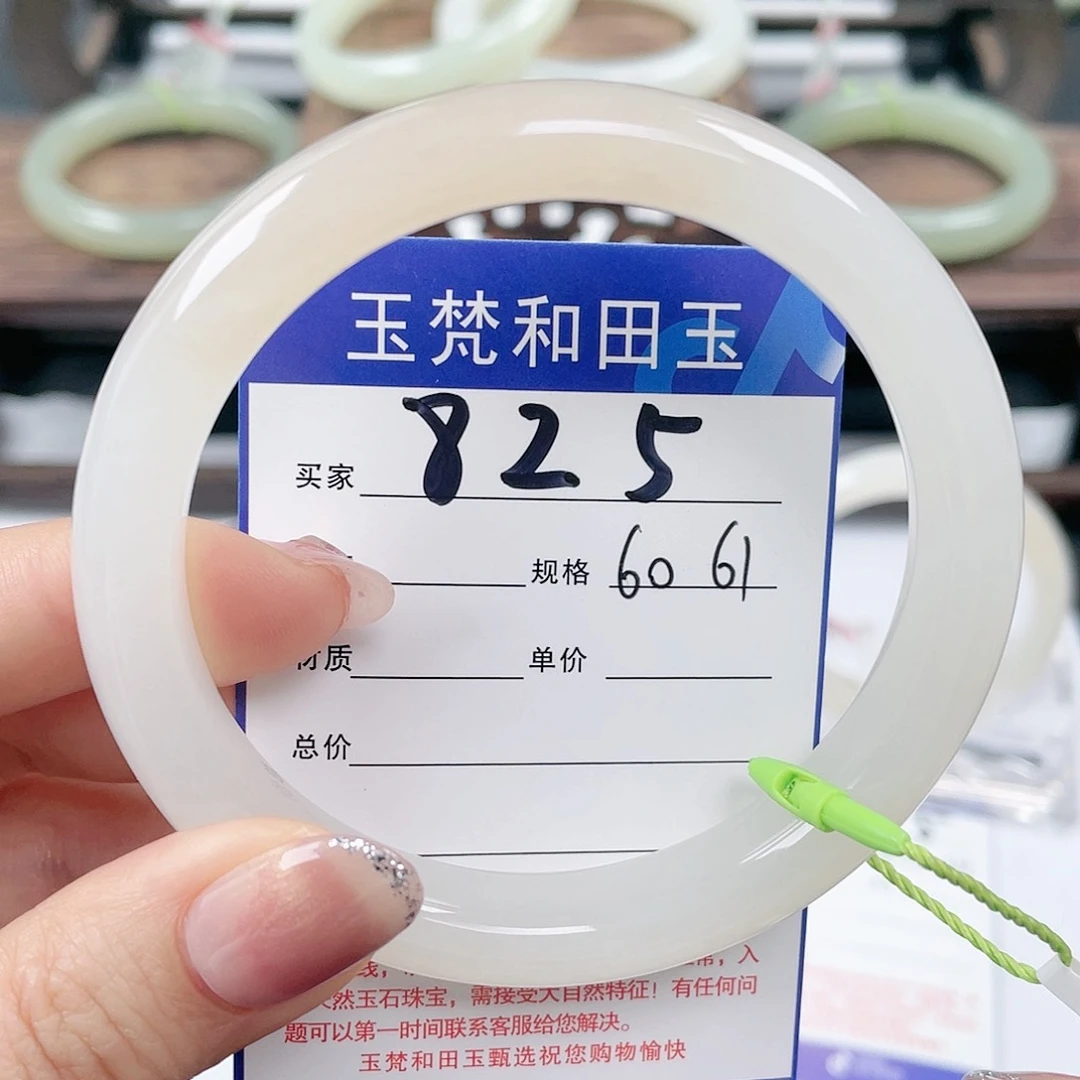 玉梵和田玉
买家 825
规格 60 61
材质 单价
总价
然玉石珠宝，需接受大自然特征！有任何问
题可以第一时间联系客服给您解决。
玉梵和田玉甄选祝您购物愉快